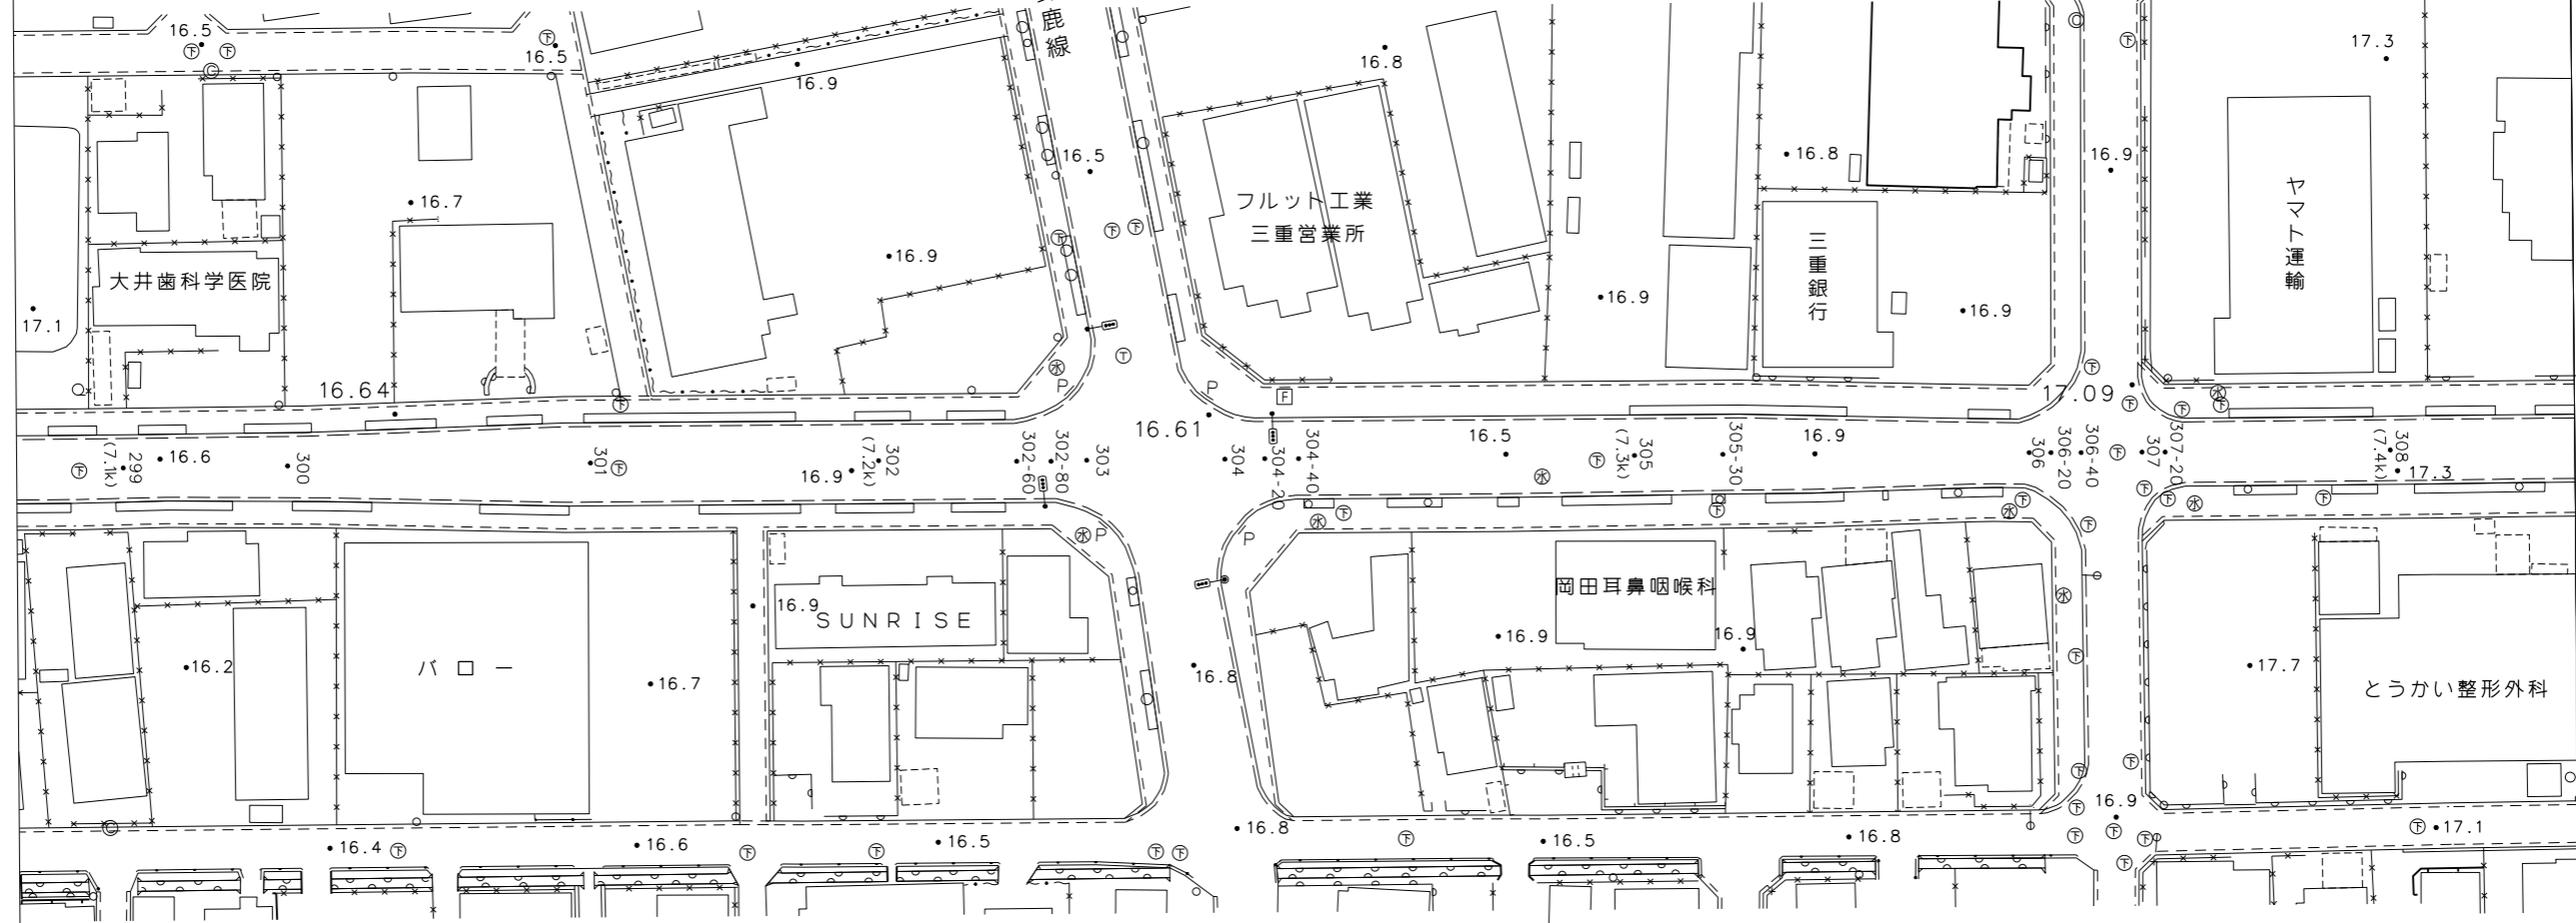 鹿線
16.5
16.5
16.9
16.8
17.3
16.5
16.8
16.9
16.7
フルット工業
三重営業所
ヤマト運輸
大井歯科学医院
16.9
三重銀行
16.9
16.9
17.1
16.64
17.09
16.61
P
P
F
T
水
水
16.5
16.9
299
(7.1k)
16.6
300
301
16.9
302
(7.2k)
302-60
302-80
303
304
304-20
304-40
305
(7.3k)
305-30
306
306-20
306-40
307
307-20
308
(7.4k)
17.3
水
P
P
水
水
水
水
下
16.9
SUNRISE
岡田耳鼻咽喉科
16.9
16.9
16.2
バロー
16.7
16.8
17.7
とうかい整形外科
16.9
16.4
16.6
16.5
16.8
16.5
16.8
17.1